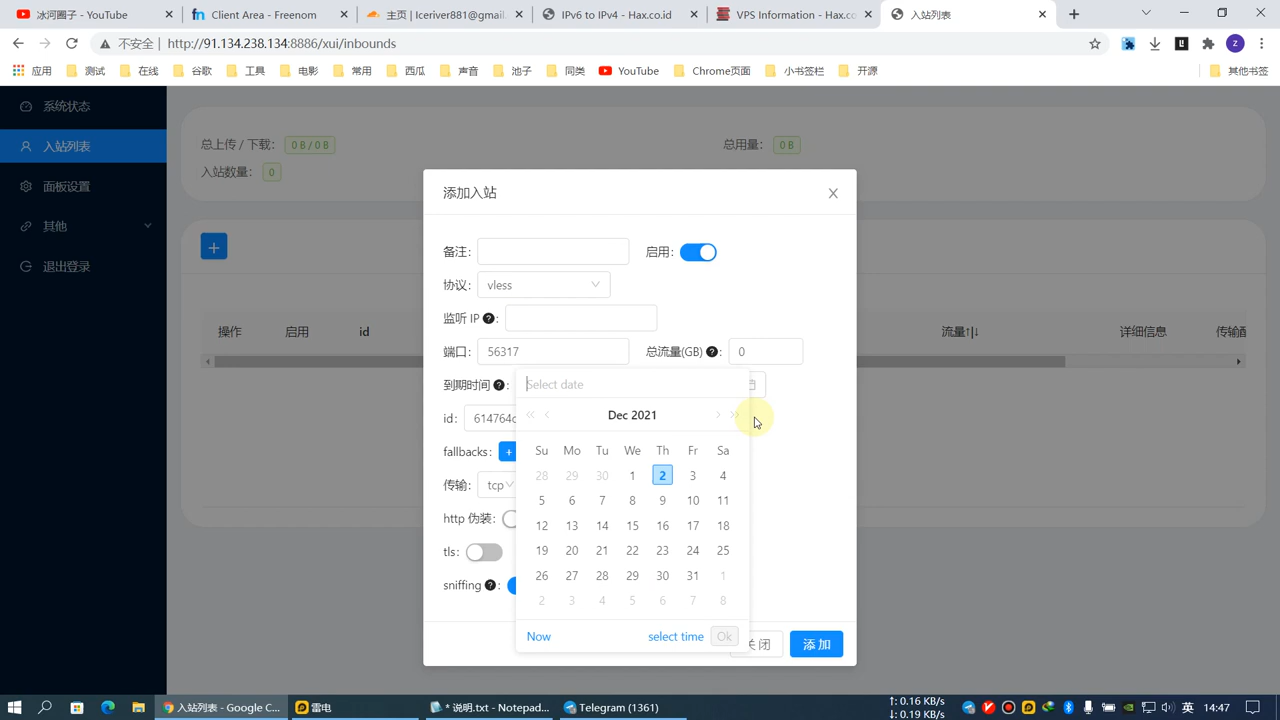 冰河圈子 - YouTube
Client Area - Freenom
主页 | Iceriver881@gmail.
IPv6 to IPv4 - Hax.co.id
VPS Information - Hax.co
入站列表
不安全 | http://91.134.238.134:8886/xui/inbounds
Z
应用 测试 在线 谷歌 工具 电影 常用 西瓜 声音 池子 同类 YouTube Chrome页面 小书签栏 开源 其他书签
系统状态
入站列表
面板设置
其他
退出登录
总上传 / 下载： 0 B / 0 B
总用量： 0 B
入站数量： 0
操作 启用 id 流量↑|↓ 详细信息 传输配
添加入站
备注:
启用:
协议: vless
监听 IP ? :
端口: 56317 总流量(GB) ? : 0
到期时间 ? : Select date
id: 614764c
fallbacks: +
传输: tcp
http 伪装:
tls:
sniffing ? :
Dec 2021
Su Mo Tu We Th Fr Sa
28 29 30 1 2 3 4
5 6 7 8 9 10 11
12 13 14 15 16 17 18
19 20 21 22 23 24 25
26 27 28 29 30 31 1
2 3 4 5 6 7 8
Now select time Ok
关 闭 添 加
入站列表 - Google C...
雷电
* 说明.txt - Notepad...
Telegram (1361)
↑: 0.16 KB/s
↓: 0.19 KB/s
英 14:47